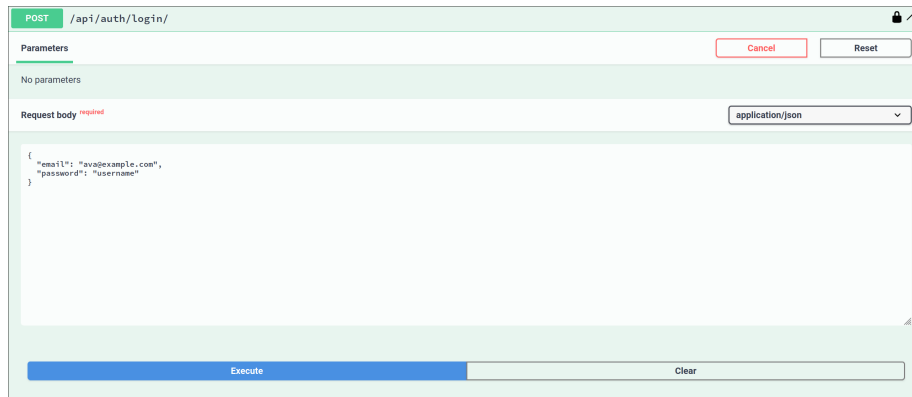 POST /api/auth/login/
Parameters
Cancel
Reset
No parameters
Request body required
application/json
{
  "email": "ava@example.com",
  "password": "username"
}
Execute
Clear